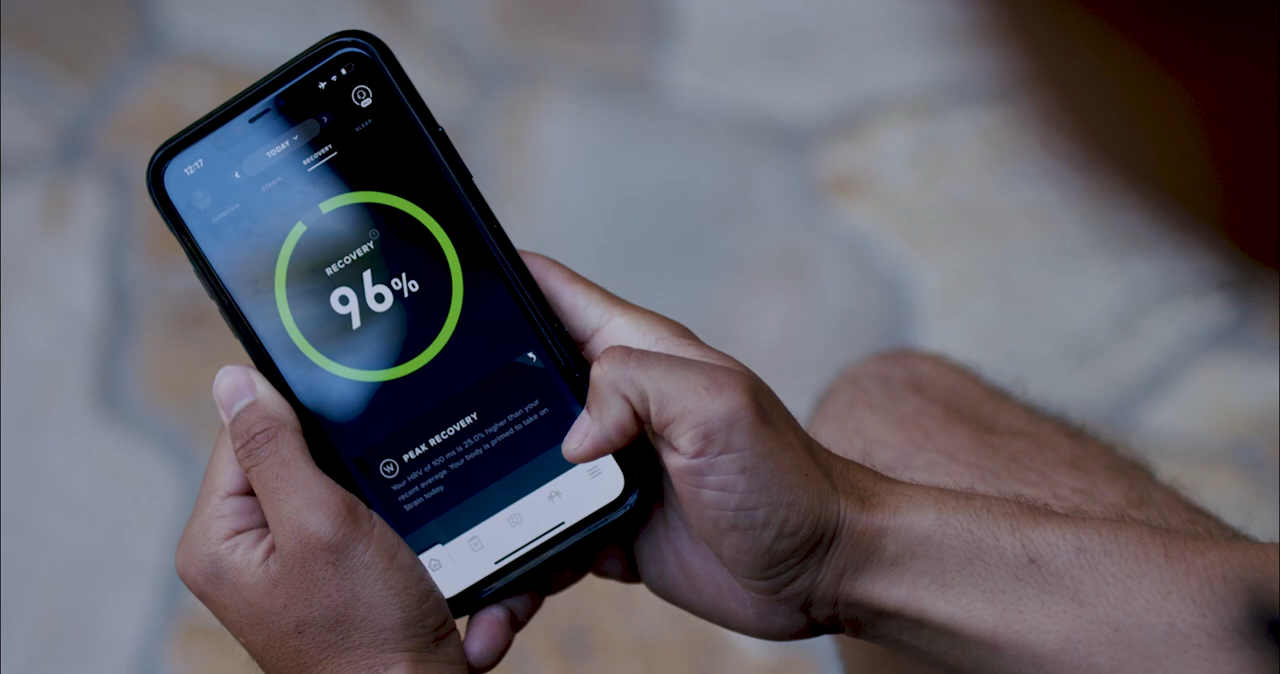 12:17
TODAY
SLEEP
RECOVERY
STRAIN
OVERVIEW
RECOVERY
96%
PEAK RECOVERY
Your HRV of 100 ms is 25.0% higher than your
recent average. Your body is primed to take on
Strain today.